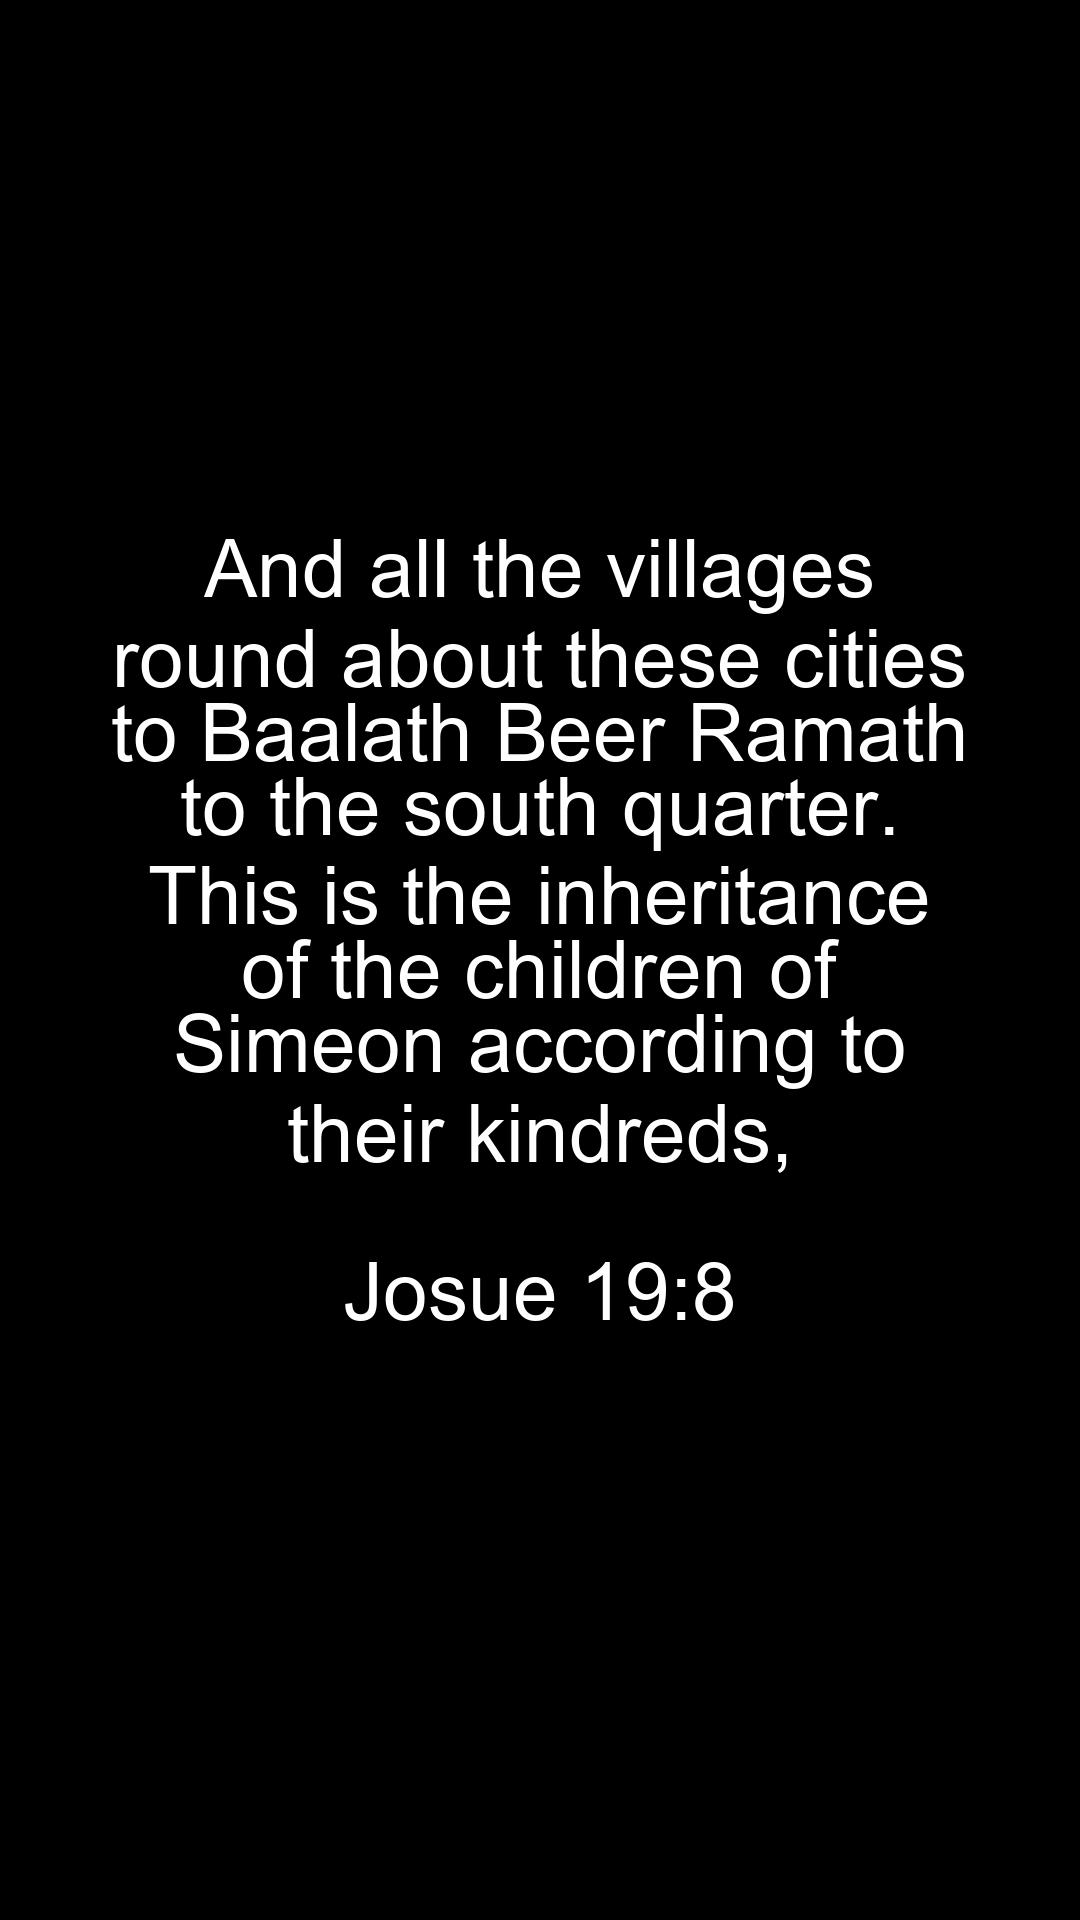 And all the villages
round about these cities
to Baalath Beer Ramath
to the south quarter.
This is the inheritance
of the children of
Simeon according to
their kindreds,
Josue 19:8